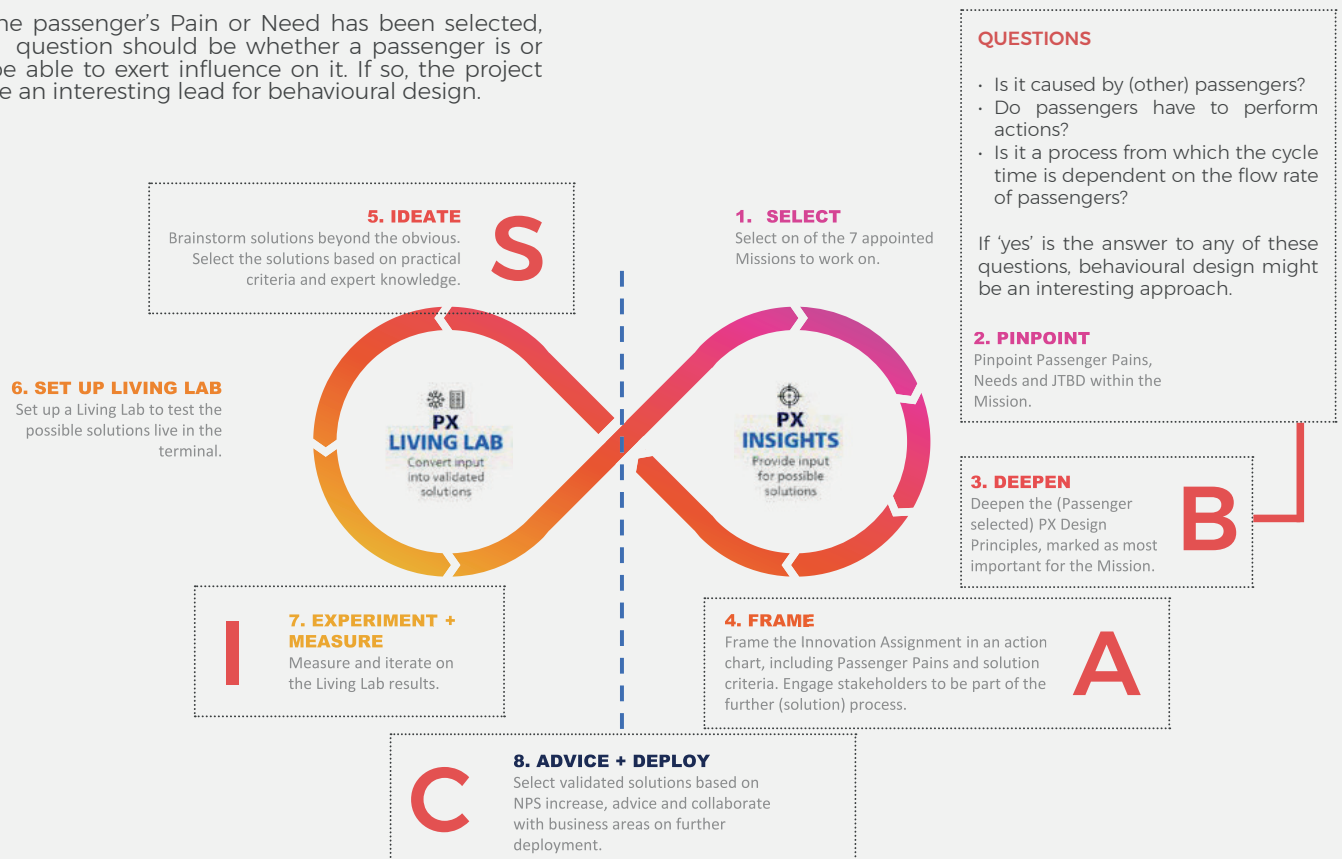 he passenger's Pain or Need has been selected,
question should be whether a passenger is or
be able to exert influence on it. If so, the project
e an interesting lead for behavioural design.
QUESTIONS
· Is it caused by (other) passengers?
· Do passengers have to perform
actions?
· Is it a process from which the cycle
time is dependent on the flow rate
of passengers?
If 'yes' is the answer to any of these
questions, behavioural design might
be an interesting approach.
1. SELECT
Select on of the 7 appointed
Missions to work on.
2. PINPOINT
Pinpoint Passenger Pains,
Needs and JTBD within the
Mission.
3. DEEPEN
Deepen the (Passenger
selected) PX Design
Principles, marked as most
important for the Mission.
B
4. FRAME
Frame the Innovation Assignment in an action
chart, including Passenger Pains and solution
criteria. Engage stakeholders to be part of the
further (solution) process.
A
5. IDEATE
Brainstorm solutions beyond the obvious.
Select the solutions based on practical
criteria and expert knowledge.
S
6. SET UP LIVING LAB
Set up a Living Lab to test the
possible solutions live in the
terminal.
PX
LIVING LAB
Convert input
into validated
solutions
PX
INSIGHTS
Provide input
for possible
solutions
I
7. EXPERIMENT +
MEASURE
Measure and iterate on
the Living Lab results.
C
8. ADVICE + DEPLOY
Select validated solutions based on
NPS increase, advice and collaborate
with business areas on further
deployment.